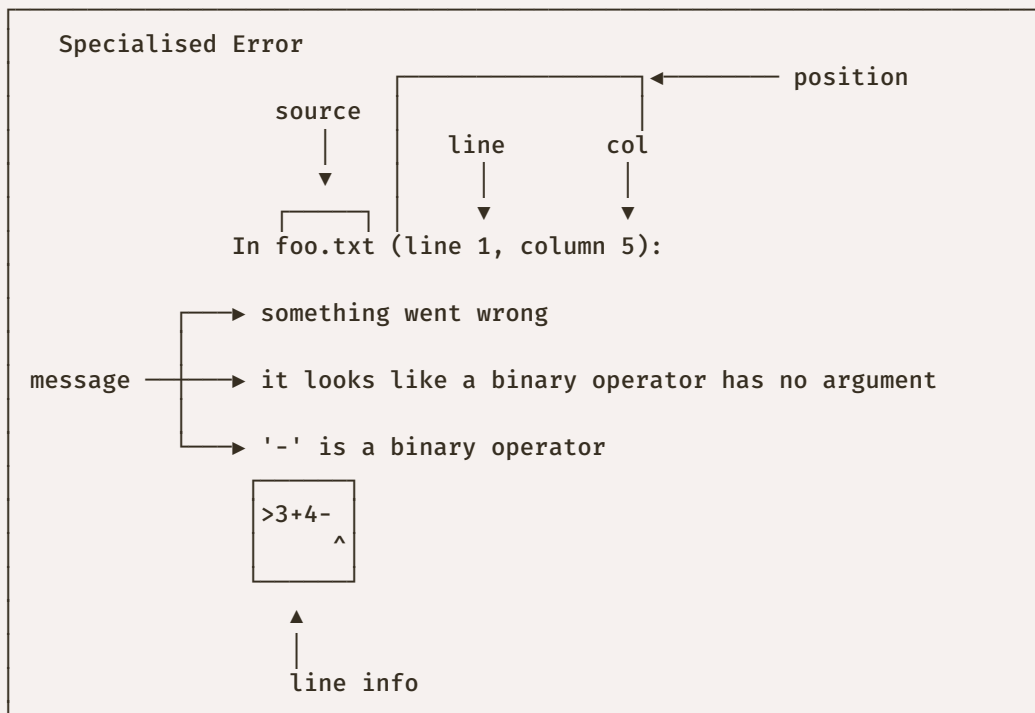 Specialised Error
position
source
line col
In foo.txt (line 1, column 5):
something went wrong
message it looks like a binary operator has no argument
'-' is a binary operator
>3+4-
^
line info